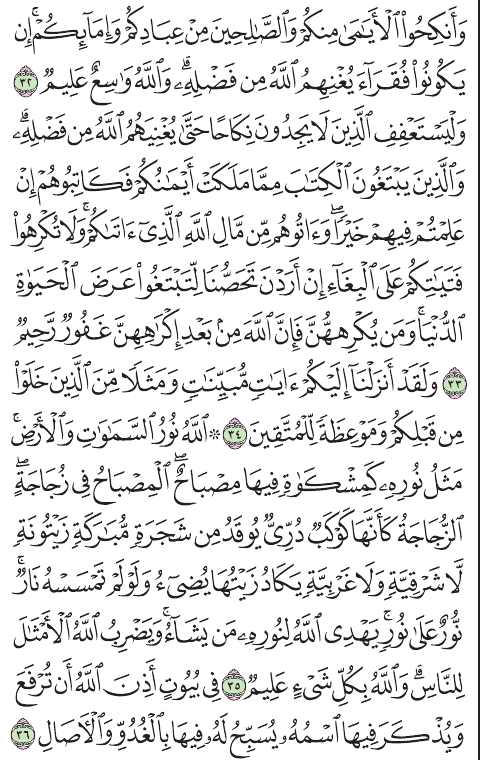 وَأَنكِحُوا۟ ٱلْأَيَـٰمَىٰ مِنكُمْ وَٱلصَّـٰلِحِينَ مِنْ عِبَادِكُمْ وَإِمَآئِكُمْ ۚ إِن
يَكُونُوا۟ فُقَرَآءَ يُغْنِهِمُ ٱللَّهُ مِن فَضْلِهِۦ ۗ وَٱللَّهُ وَٰسِعٌ عَلِيمٌ ٣٢
وَلْيَسْتَعْفِفِ ٱلَّذِينَ لَا يَجِدُونَ نِكَاحًا حَتَّىٰ يُغْنِيَهُمُ ٱللَّهُ مِن فَضْلِهِۦ ۗ
وَٱلَّذِينَ يَبْتَغُونَ ٱلْكِتَـٰبَ مِمَّا مَلَكَتْ أَيْمَـٰنُكُمْ فَكَاتِبُوهُمْ إِنْ
عَلِمْتُمْ فِيهِمْ خَيْرًا ۖ وَءَاتُوهُم مِّن مَّالِ ٱللَّهِ ٱلَّذِىٓ ءَاتَىٰكُمْ ۚ وَلَا تُكْرِهُوا۟
فَتَيَـٰتِكُمْ عَلَى ٱلْبِغَآءِ إِنْ أَرَدْنَ تَحَصُّنًا لِّتَبْتَغُوا۟ عَرَضَ ٱلْحَيَوٰةِ
ٱلدُّنْيَا ۚ وَمَن يُكْرِههُّنَّ فَإِنَّ ٱللَّهَ مِنۢ بَعْدِ إِكْرَٰهِهِنَّ غَفُورٌ رَّحِيمٌ
٣٣ وَلَقَدْ أَنزَلْنَآ إِلَيْكُمْ ءَايَـٰتٍ مُّبَيِّنَـٰتٍ وَمَثَلًا مِّنَ ٱلَّذِينَ خَلَوْا۟
مِن قَبْلِكُمْ وَمَوْعِظَةً لِّلْمُتَّقِينَ ٣٤ ۞ ٱللَّهُ نُورُ ٱلسَّمَـٰوَٰتِ وَٱلْأَرْضِ ۚ
مَثَلُ نُورِهِۦ كَمِشْكَوٰةٍ فِيهَا مِصْبَاحٌ ۖ ٱلْمِصْبَاحُ فِى زُجَاجَةٍ ۖ
ٱلزُّجَاجَةُ كَأَنَّهَا كَوْكَبٌ دُرِّىٌّ يُوقَدُ مِن شَجَرَةٍ مُّبَـٰرَكَةٍ زَيْتُونَةٍ
لَّا شَرْقِيَّةٍ وَلَا غَرْبِيَّةٍ يَكَادُ زَيْتُهَا يُضِىٓءُ وَلَوْ لَمْ تَمْسَسْهُ نَارٌ ۚ
نُّورٌ عَلَىٰ نُورٍ ۗ يَهْدِى ٱللَّهُ لِنُورِهِۦ مَن يَشَآءُ ۚ وَيَضْرِبُ ٱللَّهُ ٱلْأَمْثَـٰلَ
لِلنَّاسِ ۗ وَٱللَّهُ بِكُلِّ شَىْءٍ عَلِيمٌ ٣٥ فِى بُيُوتٍ أَذِنَ ٱللَّهُ أَن تُرْفَعَ
وَيُذْكَرَ فِيهَا ٱسْمُهُۥ يُسَبِّحُ لَهُۥ فِيهَا بِٱلْغُدُوِّ وَٱلْـَٔاصَالِ ٣٦